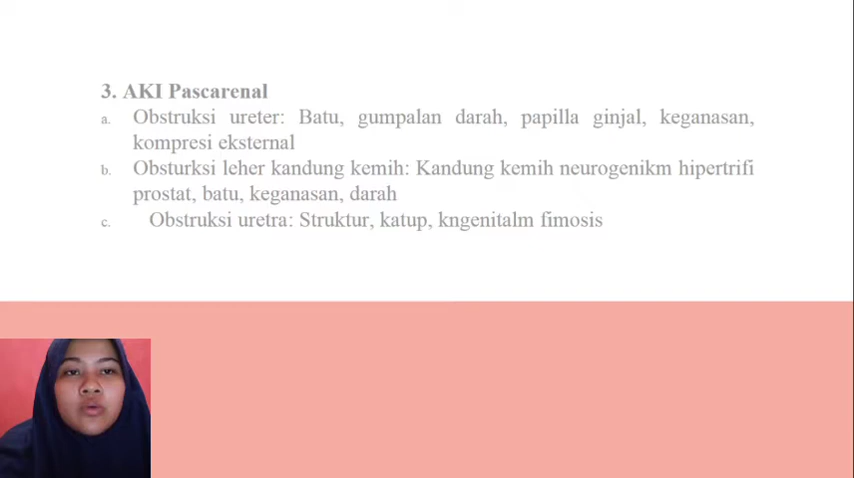 3. AKI Pascarenal
a. Obstruksi ureter: Batu, gumpalan darah, papilla ginjal, keganasan,
kompresi eksternal
b. Obsturksi leher kandung kemih: Kandung kemih neurogenikm hipertrifi
prostat, batu, keganasan, darah
c. Obstruksi uretra: Struktur, katup, kngenitalm fimosis